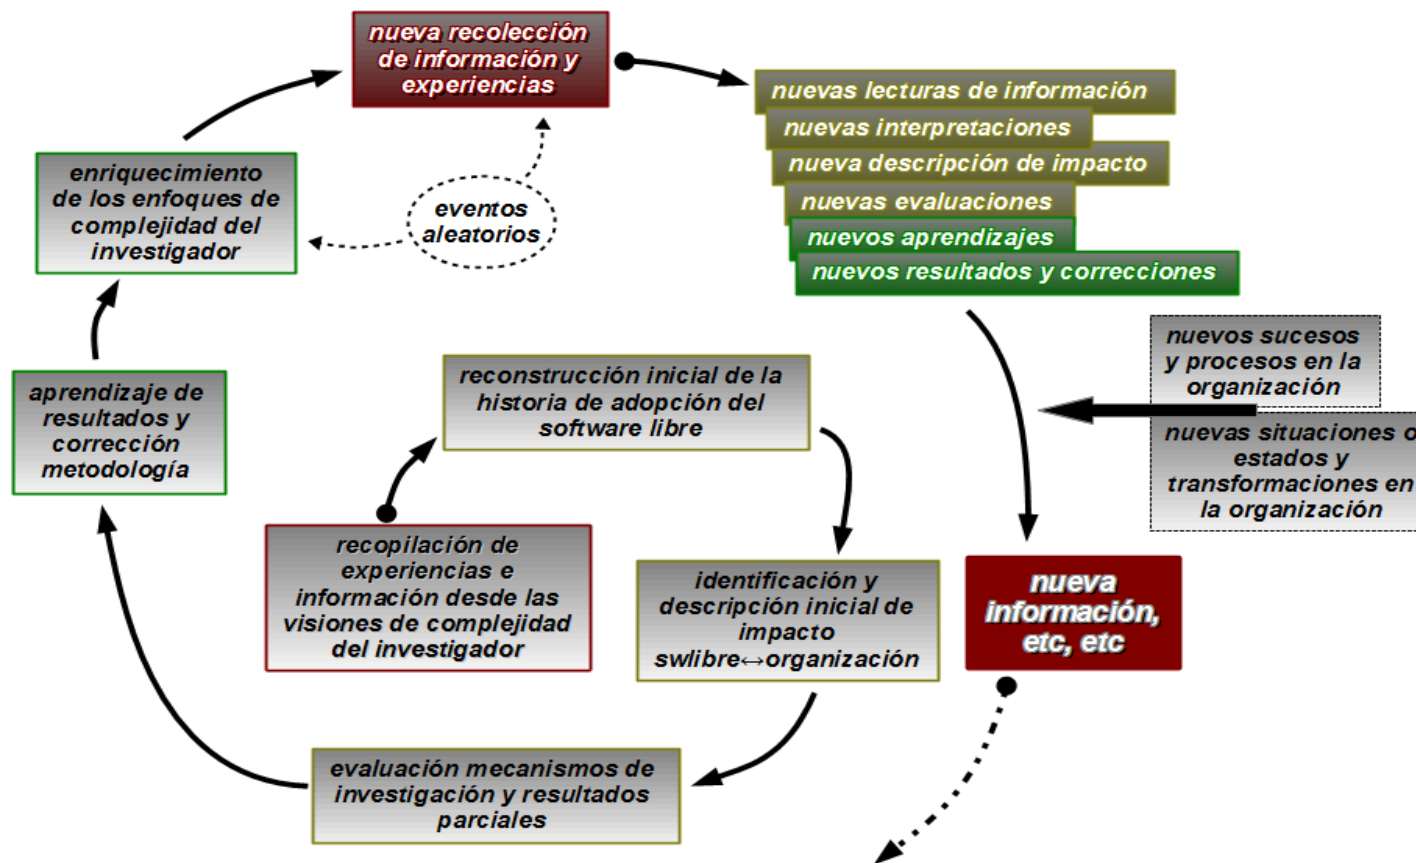 nueva recolección
de información y
experiencias
nuevas lecturas de información
nuevas interpretaciones
nueva descripción de impacto
nuevas evaluaciones
nuevos aprendizajes
nuevos resultados y correcciones
enriquecimiento
de los enfoques de
complejidad del
investigador
eventos
aleatorios
nuevos sucesos
y procesos en la
organización
nuevas situaciones o
estados y
transformaciones en
la organización
reconstrucción inicial de la
historia de adopción del
software libre
aprendizaje de
resultados y
corrección
metodología
recopilación de
experiencias e
información desde las
visiones de complejidad
del investigador
identificación y
descripción inicial de
impacto
swlibre↔organización
nueva
información,
etc, etc
evaluación mecanismos de
investigación y resultados
parciales